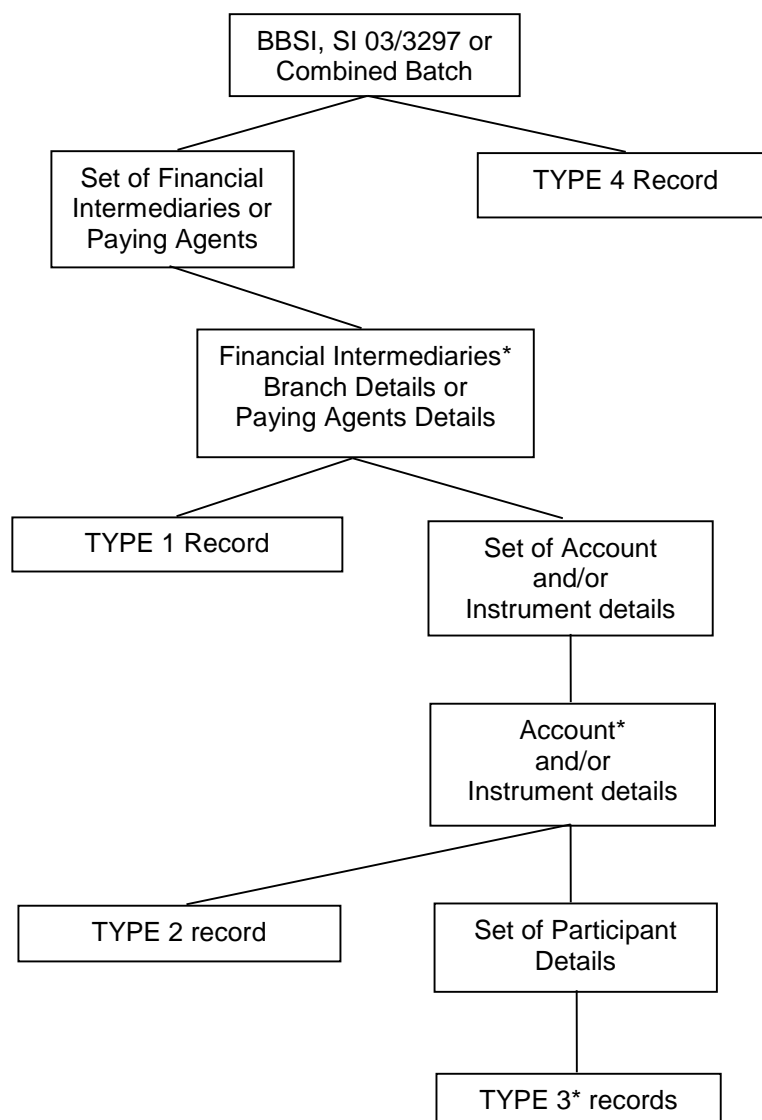 BBSI, SI 03/3297 or
Combined Batch
Set of Financial
Intermediaries or
Paying Agents
TYPE 4 Record
Financial Intermediaries*
Branch Details or
Paying Agents Details
TYPE 1 Record
Set of Account
and/or
Instrument details
Account*
and/or
Instrument details
TYPE 2 record
Set of Participant
Details
TYPE 3* records